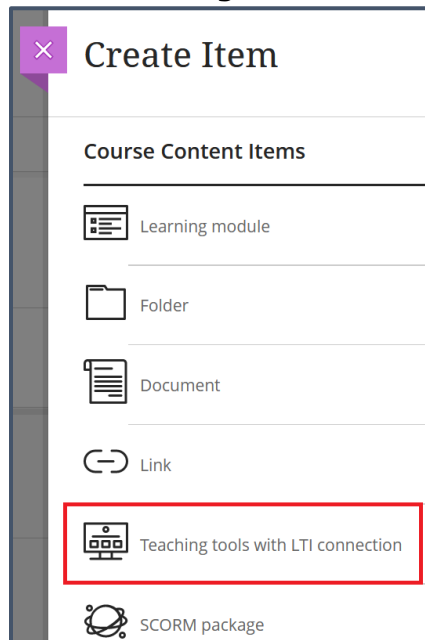 Create Item
Course Content Items
Learning module
Folder
Document
Link
Teaching tools with LTI connection
SCORM package